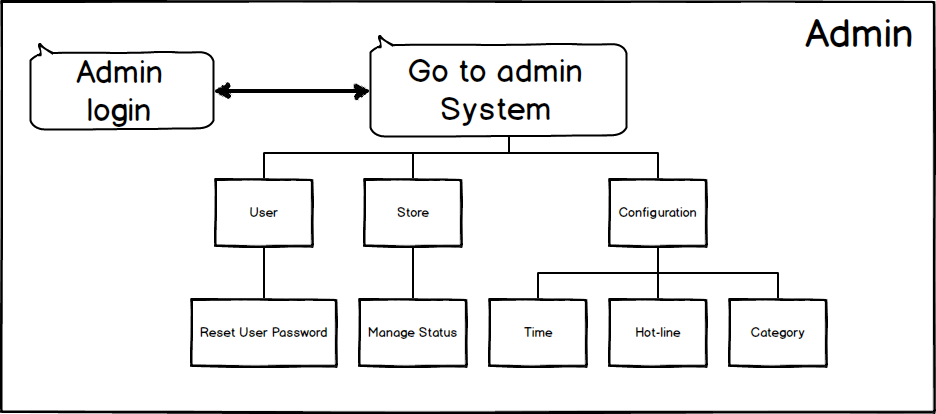 Admin
Admin
login
Go to admin
System
User
Store
Configuration
Reset User Password
Manage Status
Time
Hot-line
Category